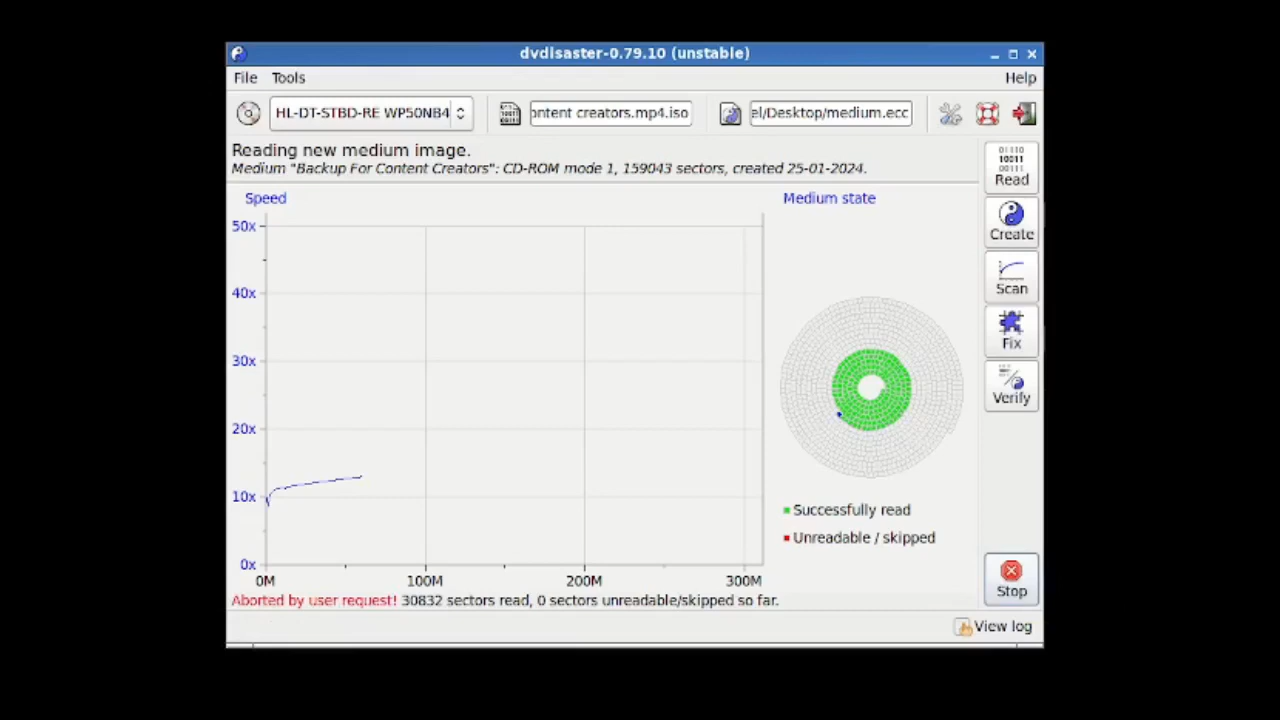 dvdisaster-0.79.10 (unstable)
File Tools Help
HL-DT-STBD-RE WP50NB4 ontent creators.mp4.iso el/Desktop/medium.ecc
Reading new medium image.
Medium "Backup For Content Creators": CD-ROM mode 1, 159043 sectors, created 25-01-2024.
Speed
Medium state
50x
40x
30x
20x
10x
0x
0M 100M 200M 300M
Successfully read
Unreadable / skipped
Aborted by user request! 30832 sectors read, 0 sectors unreadable/skipped so far.
01110
10011
00111
Read
Create
Scan
Fix
Verify
Stop
View log